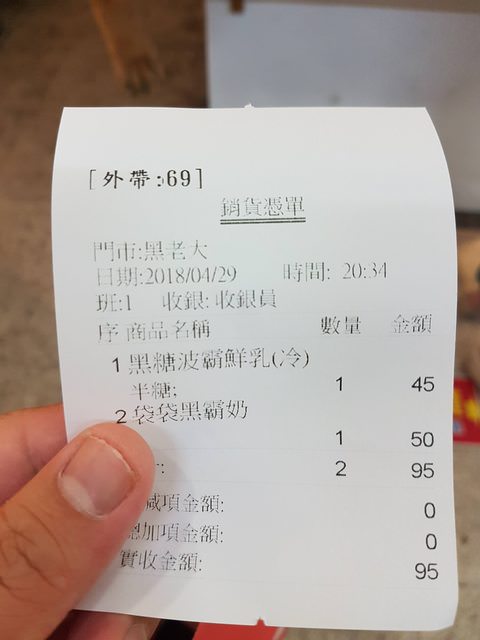 [外帶:69]
銷貨憑單
門市:黑老大
日期:2018/04/29 時間: 20:34
班:1 收銀: 收銀員
序 商品名稱 數量 金額
1 黑糖波霸鮮乳(冷)
半糖; 1 45
2 袋袋黑霸奶
1 50
: 2 95
減項金額: 0
總加項金額: 0
實收金額: 95